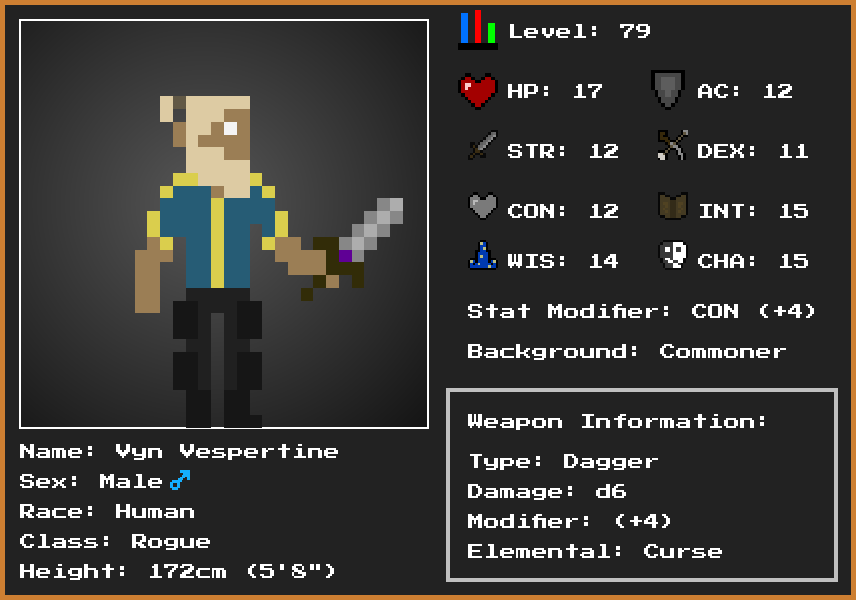 Level: 79
HP: 17
AC: 12
STR: 12
DEX: 11
CON: 12
INT: 15
WIS: 14
CHA: 15
Stat Modifier: CON (+4)
Background: Commoner
Weapon Information:
Type: Dagger
Damage: d6
Modifier: (+4)
Elemental: Curse
Name: Vyn Vespertine
Sex: Male♂
Race: Human
Class: Rogue
Height: 172cm (5'8")